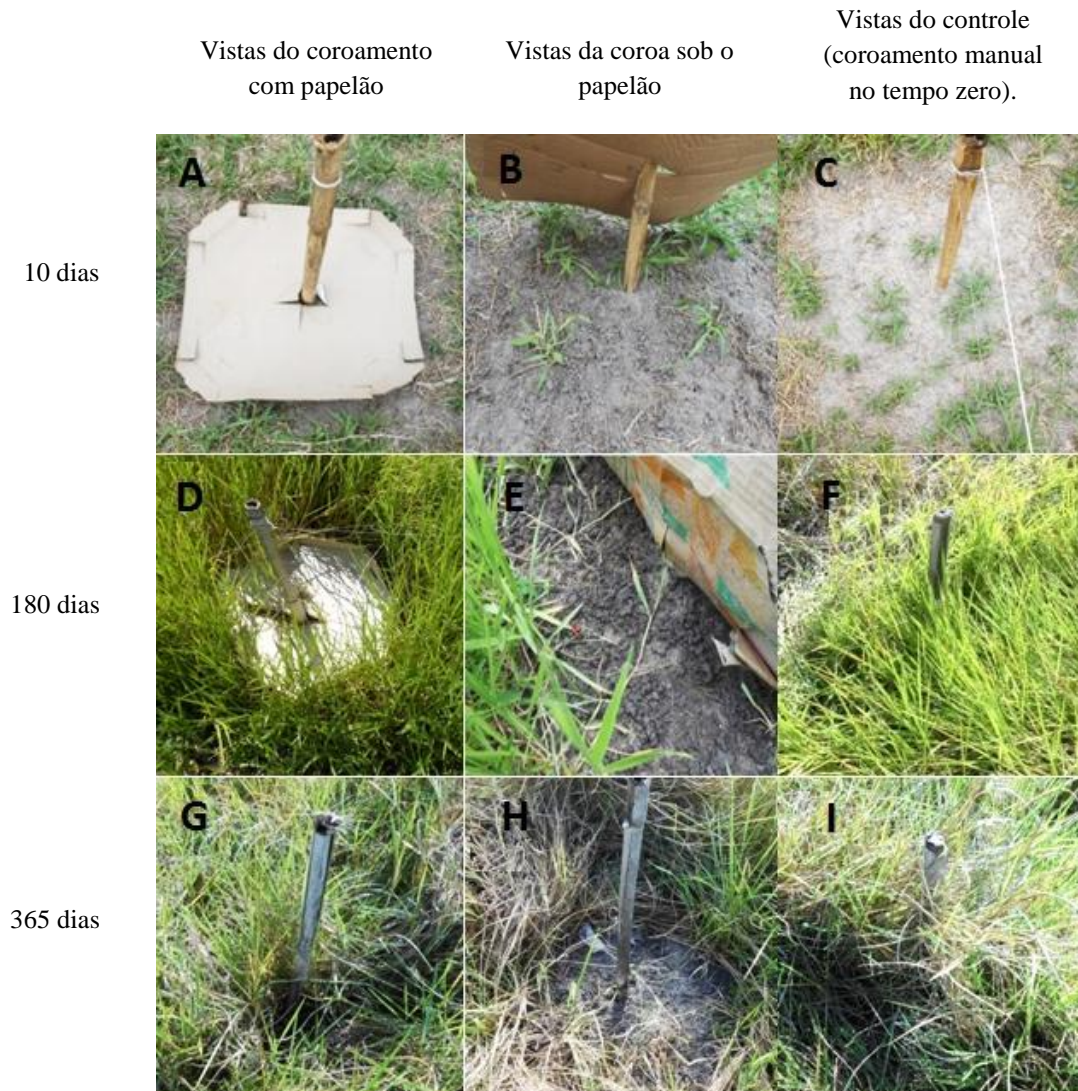 Vistas do coroamento
com papelão
Vistas da coroa sob o
papelão
Vistas do controle
(coroamento manual
no tempo zero).
10 dias
A
B
C
180 dias
D
E
F
365 dias
G
H
I